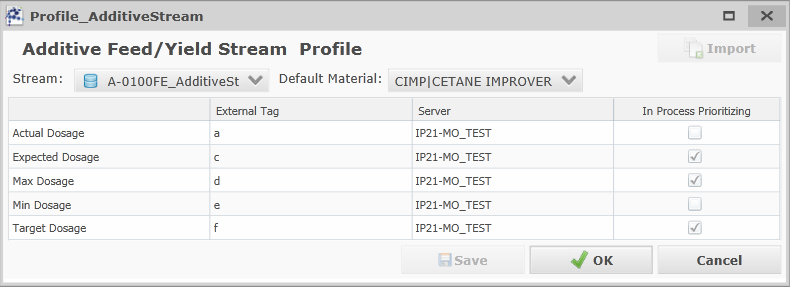 Profile_AdditiveStream
Additive Feed/Yield Stream Profile
Import
Stream: A-0100FE_AdditiveSt Default Material: CIMP|CETANE IMPROVER
External Tag Server In Process Prioritizing
Actual Dosage a IP21-MO_TEST
Expected Dosage c IP21-MO_TEST
Max Dosage d IP21-MO_TEST
Min Dosage e IP21-MO_TEST
Target Dosage f IP21-MO_TEST
Save OK Cancel